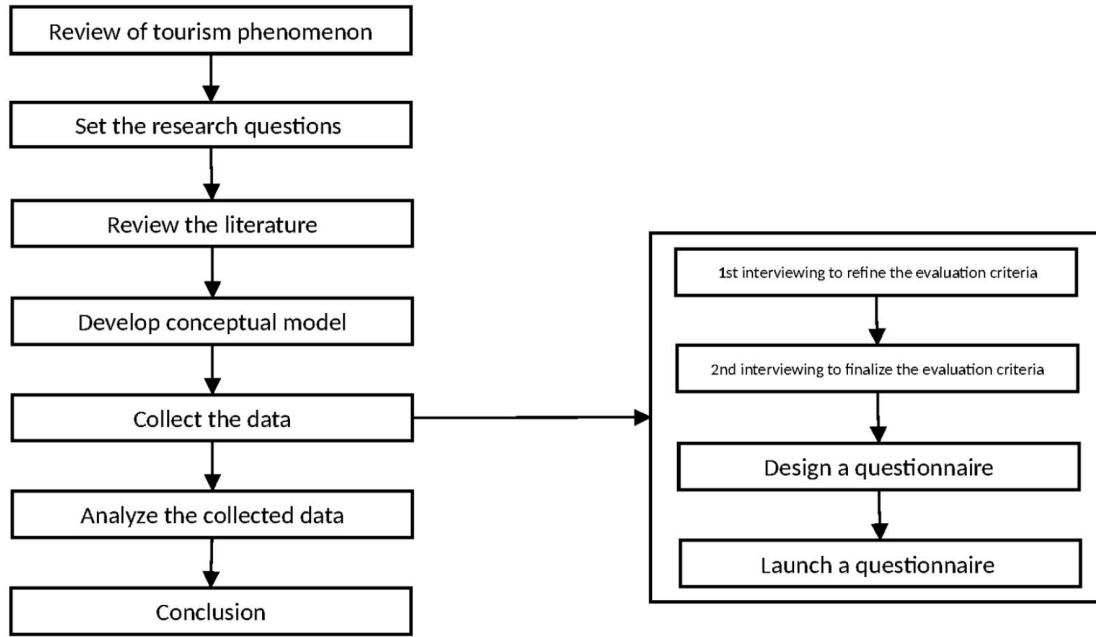 Review of tourism phenomenon
Set the research questions
Review the literature
Develop conceptual model
Collect the data
Analyze the collected data
Conclusion
1st interviewing to refine the evaluation criteria
2nd interviewing to finalize the evaluation criteria
Design a questionnaire
Launch a questionnaire